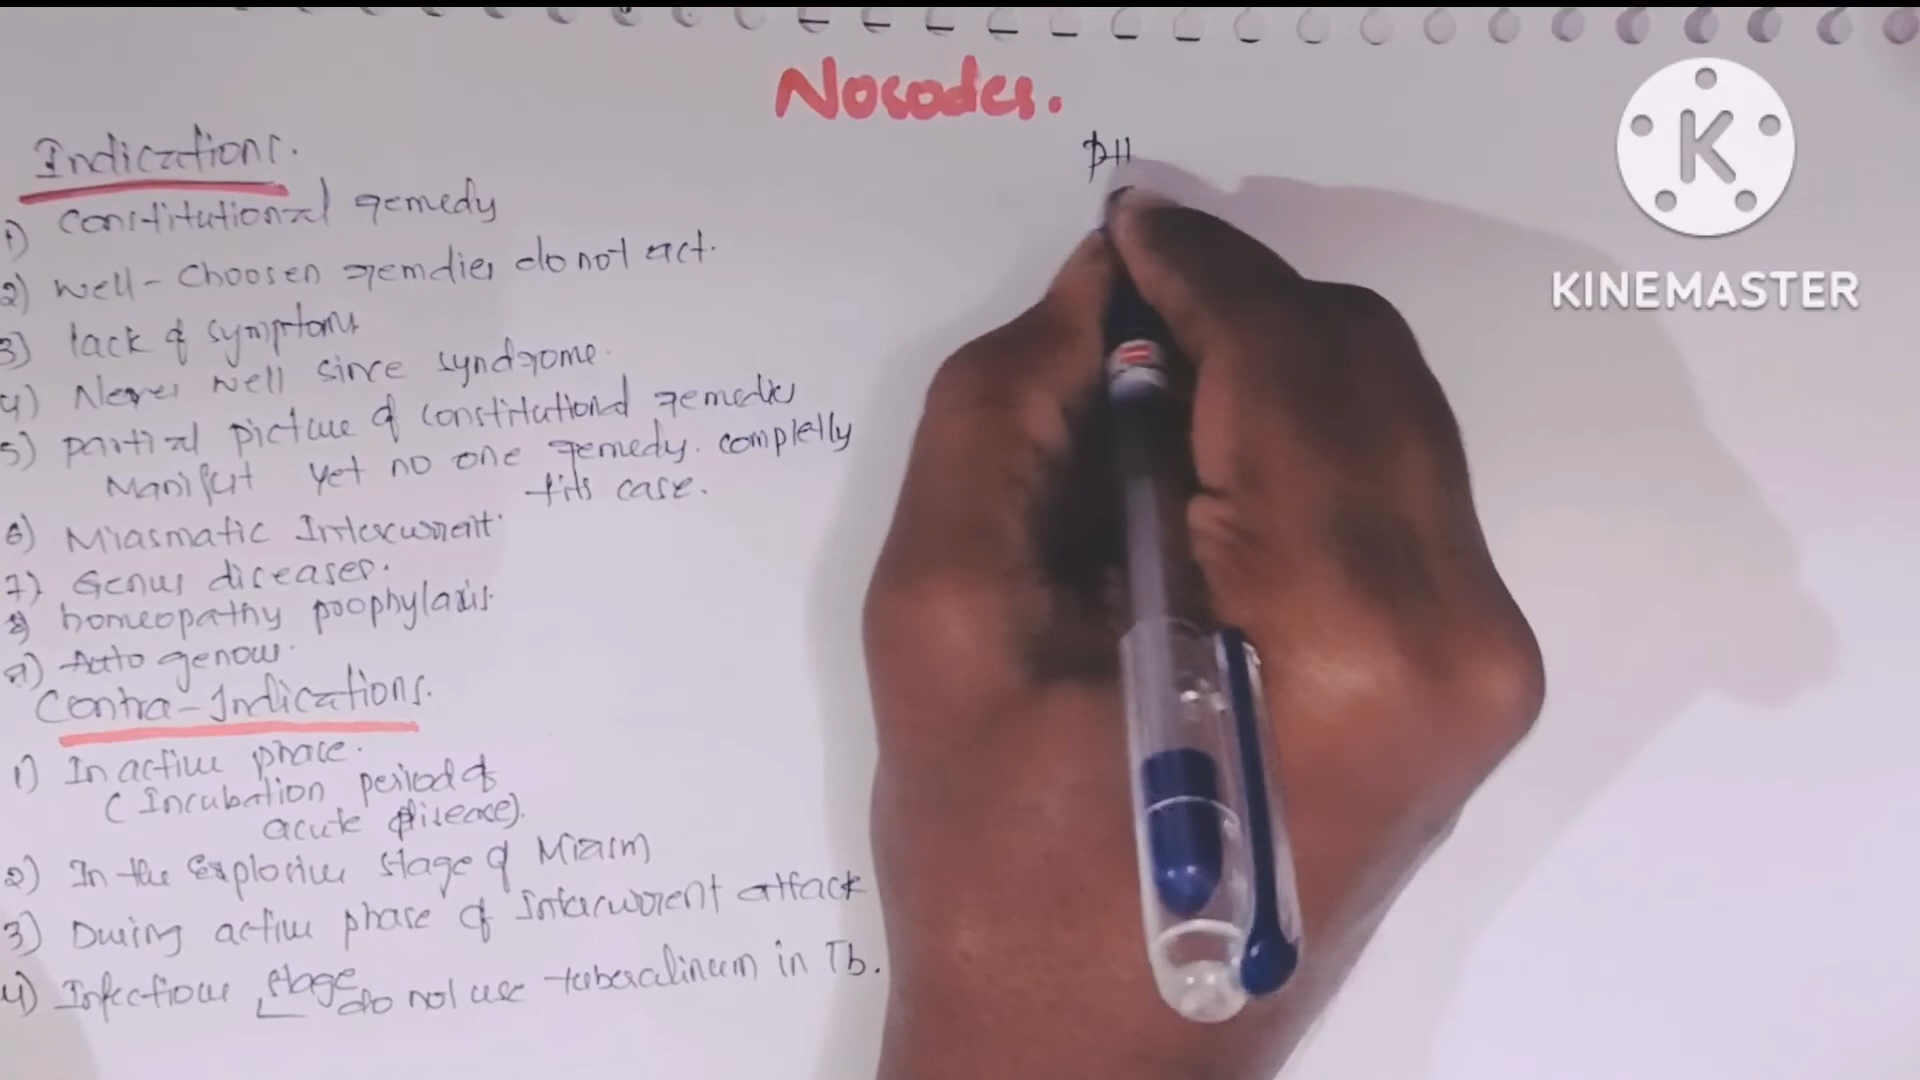 Nosodes.
Indications.
1) Constitutional remedy
2) Well-Choosen remdies do not act.
3) lack of symptoms
4) Never well since syndrome.
5) partial picture of constitutional remedies
Manifest yet no one remedy. completly
fits case.
6) Miasmatic Intercurrent.
7) Genus diseases.
8) homeopathy prophylaxis.
9) Auto genous.
Contra-Indications.
1) In active phase.
(Incubation period of
acute disease).
2) In the Explosive stage of Miasm
3) During active phase of Intercurrent attack
4) Infectious stage
do not use tuberculinum in Tb.
K
KINEMASTER